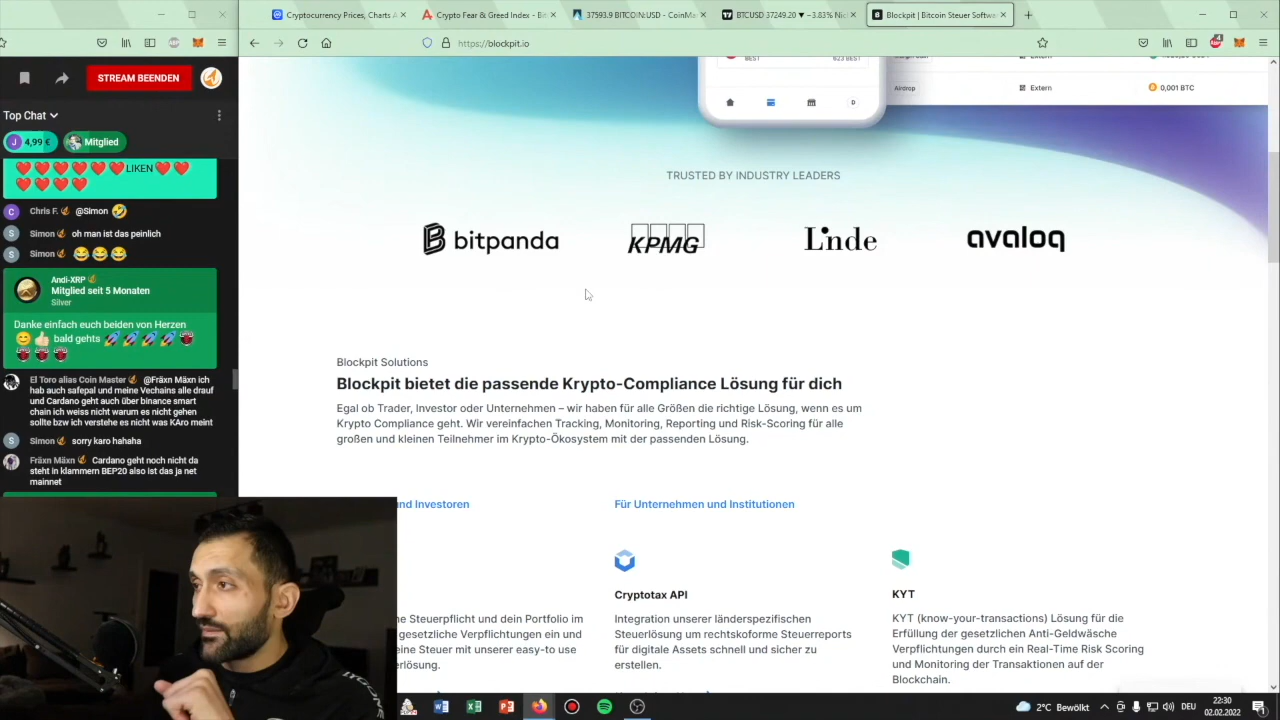 Cryptocurrency Prices, Charts A
Crypto Fear & Greed Index - Bit
37593.9 BITCOIN:USD - CoinMar
BTCUSD 37249.20 ▼ −3.83% Nic
Blockpit | Bitcoin Steuer Softwa
https://blockpit.io
4
STREAM BEENDEN
Top Chat
J 4,99 €
Mitglied
LIKEN
Chris F. @Simon
Simon oh man ist das peinlich
Simon
Andi-XRP
Mitglied seit 5 Monaten
Silver
Danke einfach euch beiden von Herzen
bald gehts
El Toro alias Coin Master @Fräxn Mäxn ich
hab auch safepal und meine Vechains alle drauf
und Cardano geht auch über binance smart
chain ich weiss nicht warum es nicht gehen
sollte bzw ich verstehe es nicht was KAro meint
Simon sorry karo hahaha
Fräxn Mäxn Cardano geht noch nicht da
steht in klammern BEP20 also ist das ja net
mainnet
BEST
823 BEST
Extern
Airdrop
Extern
0,001 BTC
TRUSTED BY INDUSTRY LEADERS
bitpanda
KPMG
Linde
avaloq
Blockpit Solutions
Blockpit bietet die passende Krypto-Compliance Lösung für dich
Egal ob Trader, Investor oder Unternehmen – wir haben für alle Größen die richtige Lösung, wenn es um
Krypto Compliance geht. Wir vereinfachen Tracking, Monitoring, Reporting und Risk-Scoring für alle
großen und kleinen Teilnehmer im Krypto-Ökosystem mit der passenden Lösung.
und Investoren
Für Unternehmen und Institutionen
ne Steuerpflicht und dein Portfolio im
gesetzliche Verpflichtungen ein und
eine Steuer mit unserer easy-to use
erlösung.
Cryptotax API
Integration unserer länderspezifischen
Steuerlösung um rechtskoforme Steuerreports
für digitale Assets schnell und sicher zu
erstellen.
KYT
KYT (know-your-transactions) Lösung für die
Erfüllung der gesetzlichen Anti-Geldwäsche
Verpflichtungen durch ein Real-Time Risk Scoring
und Monitoring der Transaktionen auf der
Blockchain.
2°C Bewölkt
DEU
22:30
02.02.2022